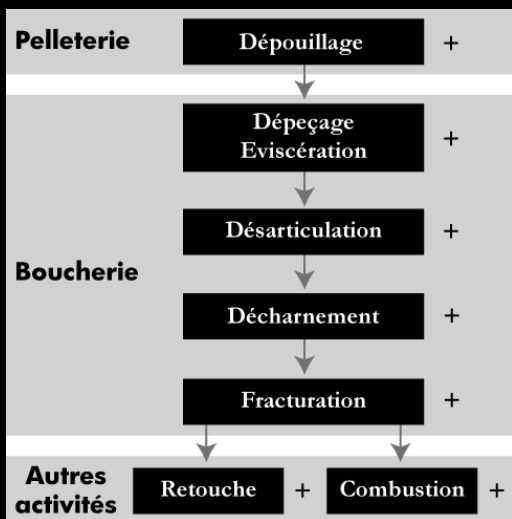 Pelleterie
Dépouillage +
Dépeçage
Eviscération +
Désarticulation +
Boucherie
Décharnement +
Fracturation +
Autres
activités
Retouche + Combustion +